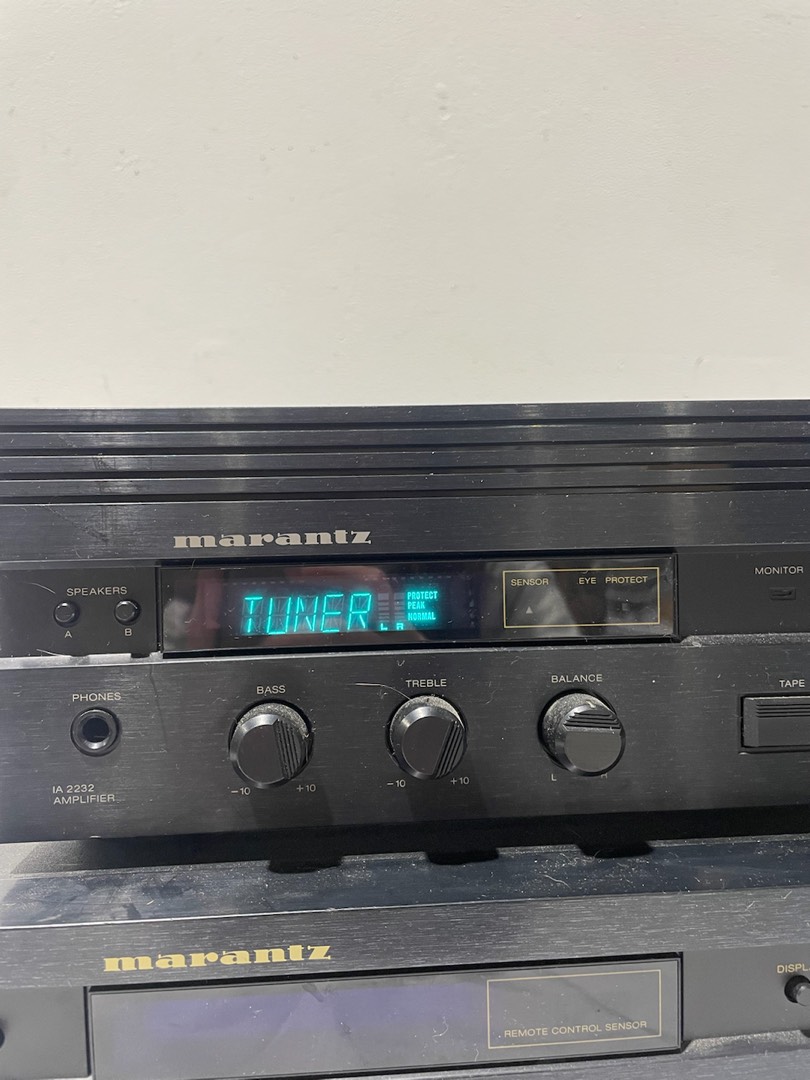 marantz
SPEAKERS
A B
TUNER
L R
PROTECT
PEAK
NORMAL
SENSOR EYE PROTECT
MONITOR
PHONES
BASS
-10 +10
TREBLE
-10 +10
BALANCE
L R
TAPE
IA 2232
AMPLIFIER
marantz
REMOTE CONTROL SENSOR